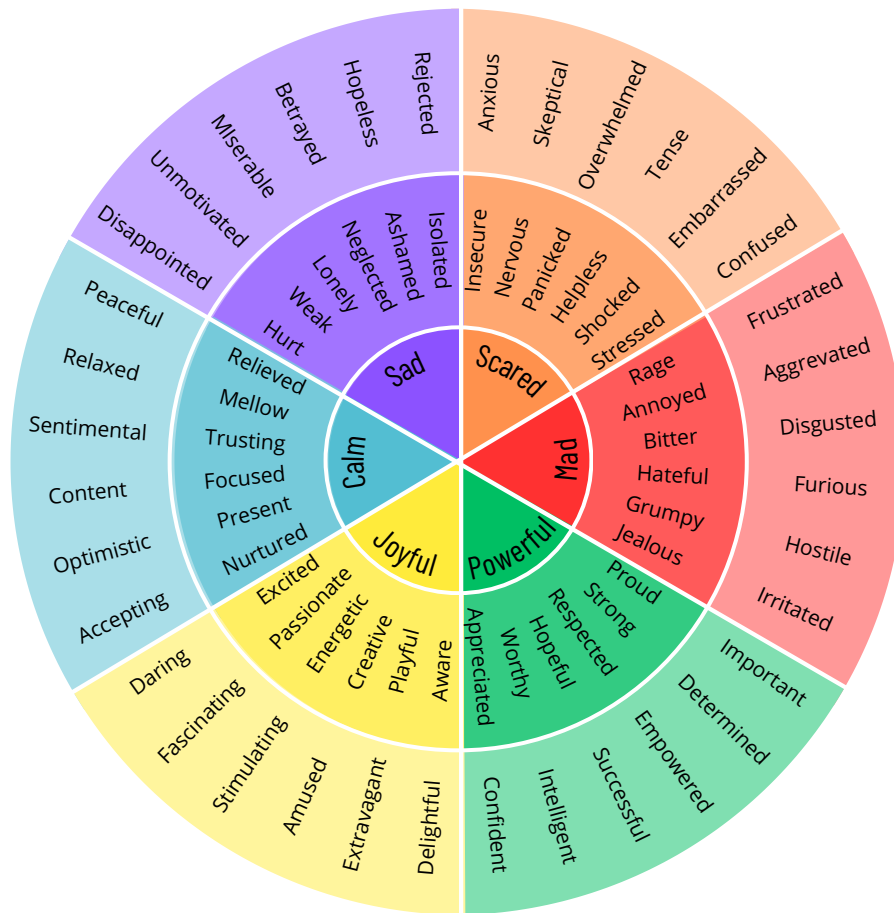 Sad
Isolated
Ashamed
Neglected
Lonely
Weak
Hurt
Rejected
Hopeless
Betrayed
MIserable
Unmotivated
Disappointed
Scared
Insecure
Nervous
Panicked
Helpless
Shocked
Stressed
Anxious
Skeptical
Overwhelmed
Tense
Embarrassed
Confused
Mad
Rage
Annoyed
Bitter
Hateful
Grumpy
Jealous
Frustrated
Aggrevated
Disgusted
Furious
Hostile
Irritated
Powerful
Proud
Strong
Respected
Hopeful
Worthy
Appreciated
Important
Determined
Empowered
Successful
Intelligent
Confident
Joyful
Excited
Passionate
Energetic
Creative
Playful
Aware
Daring
Fascinating
Stimulating
Amused
Extravagant
Delightful
Calm
Relieved
Mellow
Trusting
Focused
Present
Nurtured
Peaceful
Relaxed
Sentimental
Content
Optimistic
Accepting